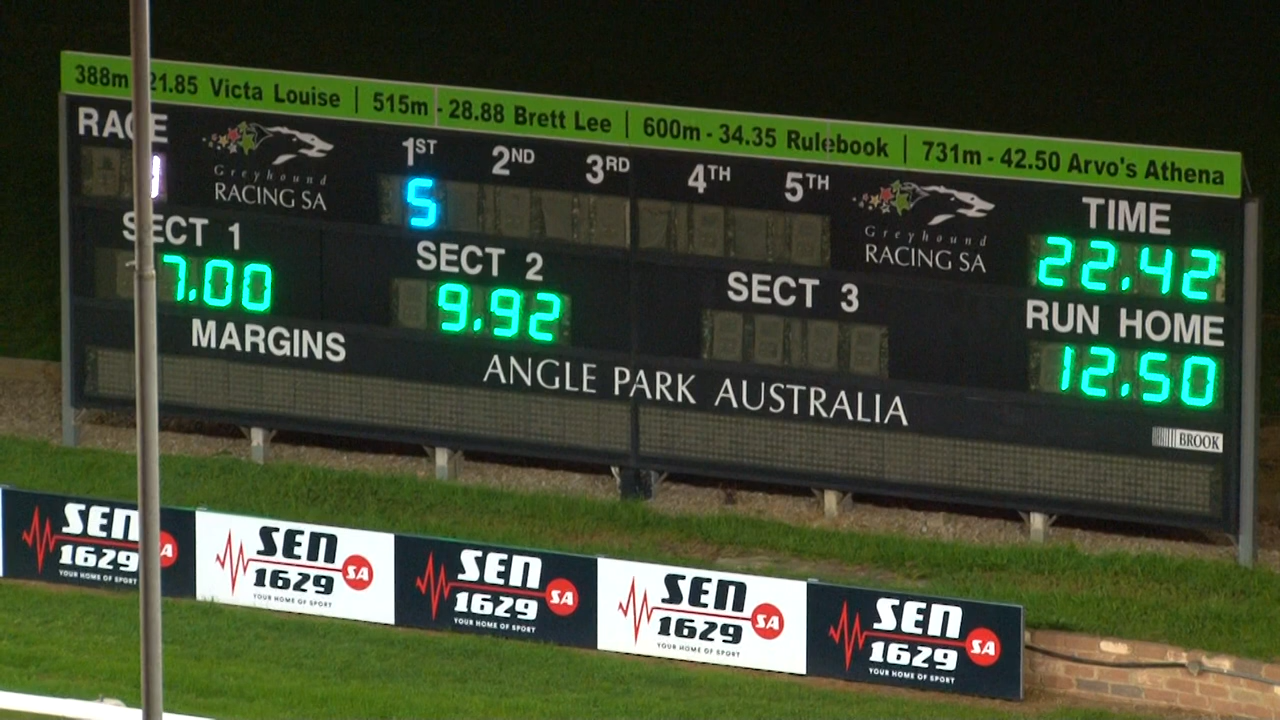 388m 21.85 Victa Louise | 515m - 28.88 Brett Lee | 600m - 34.35 Rulebook | 731m - 42.50 Arvo's Athena
RACE
Greyhound
RACING SA
1ST 2ND 3RD 4TH 5TH
5
Greyhound
RACING SA
TIME
22.42
SECT 1
7.00
SECT 2
9.92
SECT 3
RUN HOME
12.50
MARGINS
ANGLE PARK AUSTRALIA
BROOK
SEN
1629
SA
YOUR HOME OF SPORT
SEN
1629
SA
YOUR HOME OF SPORT
SEN
1629
SA
YOUR HOME OF SPORT
SEN
1629
SA
YOUR HOME OF SPORT
SEN
1629
SA
YOUR HOME OF SPORT